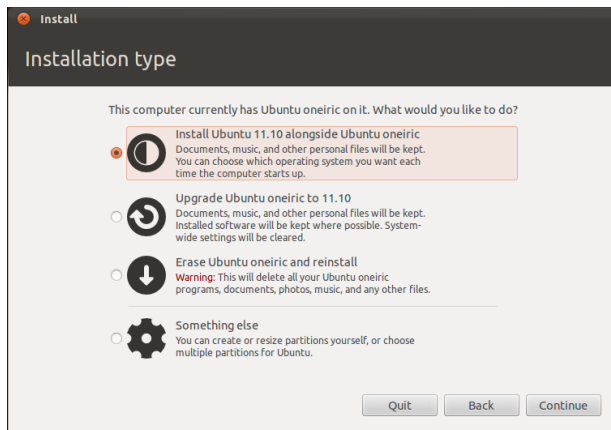 Install
Installation type
This computer currently has Ubuntu oneiric on it. What would you like to do?
Install Ubuntu 11.10 alongside Ubuntu oneiric
Documents, music, and other personal files will be kept.
You can choose which operating system you want each
time the computer starts up.
Upgrade Ubuntu oneiric to 11.10
Documents, music, and other personal files will be kept.
Installed software will be kept where possible. System-
wide settings will be cleared.
Erase Ubuntu oneiric and reinstall
Warning: This will delete all your Ubuntu oneiric
programs, documents, photos, music, and any other files.
Something else
You can create or resize partitions yourself, or choose
multiple partitions for Ubuntu.
Quit Back Continue